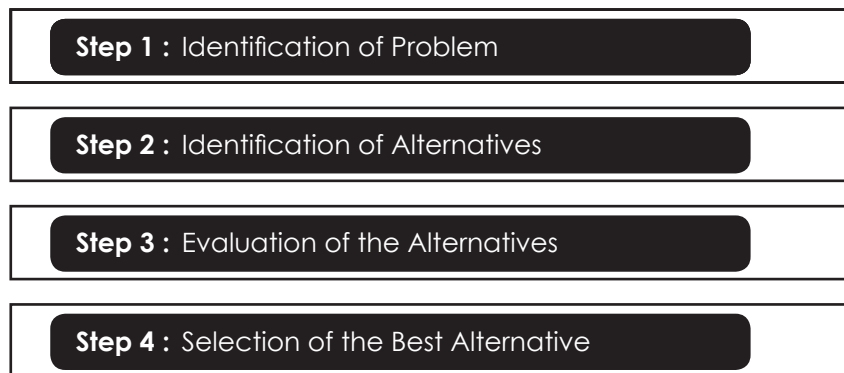 Step 1 : Identification of Problem
Step 2 : Identification of Alternatives
Step 3 : Evaluation of the Alternatives
Step 4 : Selection of the Best Alternative